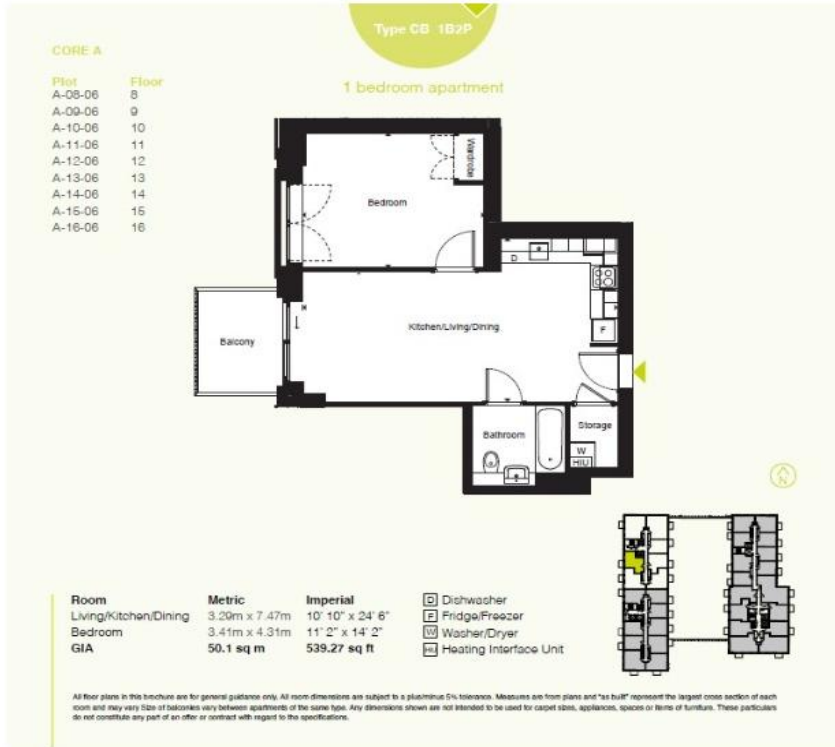 Type CB 1B2P
CORE A
1 bedroom apartment
Plot Floor
A-08-06 8
A-09-06 9
A-10-06 10
A-11-06 11
A-12-06 12
A-13-06 13
A-14-06 14
A-15-06 15
A-16-06 16
Wardrobe
Bedroom
D
Kitchen/Living/Dining
F
Balcony
Bathroom
Storage
W
HIU
N
Room Metric Imperial
Living/Kitchen/Dining 3.29m x 7.47m 10' 10" x 24' 6"
Bedroom 3.41m x 4.31m 11' 2" x 14' 2"
GIA 50.1 sq m 539.27 sq ft
D Dishwasher
F Fridge/Freezer
W Washer/Dryer
HIU Heating Interface Unit
All floor plans in this brochure are for general guidance only. All room dimensions are subject to a plus/minus 5% tolerance. Measures are from plans and "as built" represent the largest cross section of each
room and may vary Size of balconies vary between apartments of the same type. Any dimensions shown are not intended to be used for carpet sizes, appliances, spaces or items of furniture. These particulars
do not constitute any part of an offer or contract with regard to the specifications.